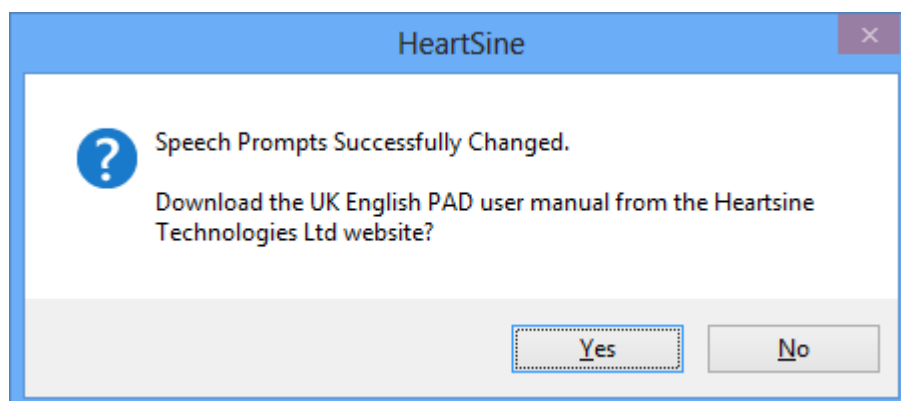 HeartSine
Speech Prompts Successfully Changed.
Download the UK English PAD user manual from the Heartsine
Technologies Ltd website?
Yes
No